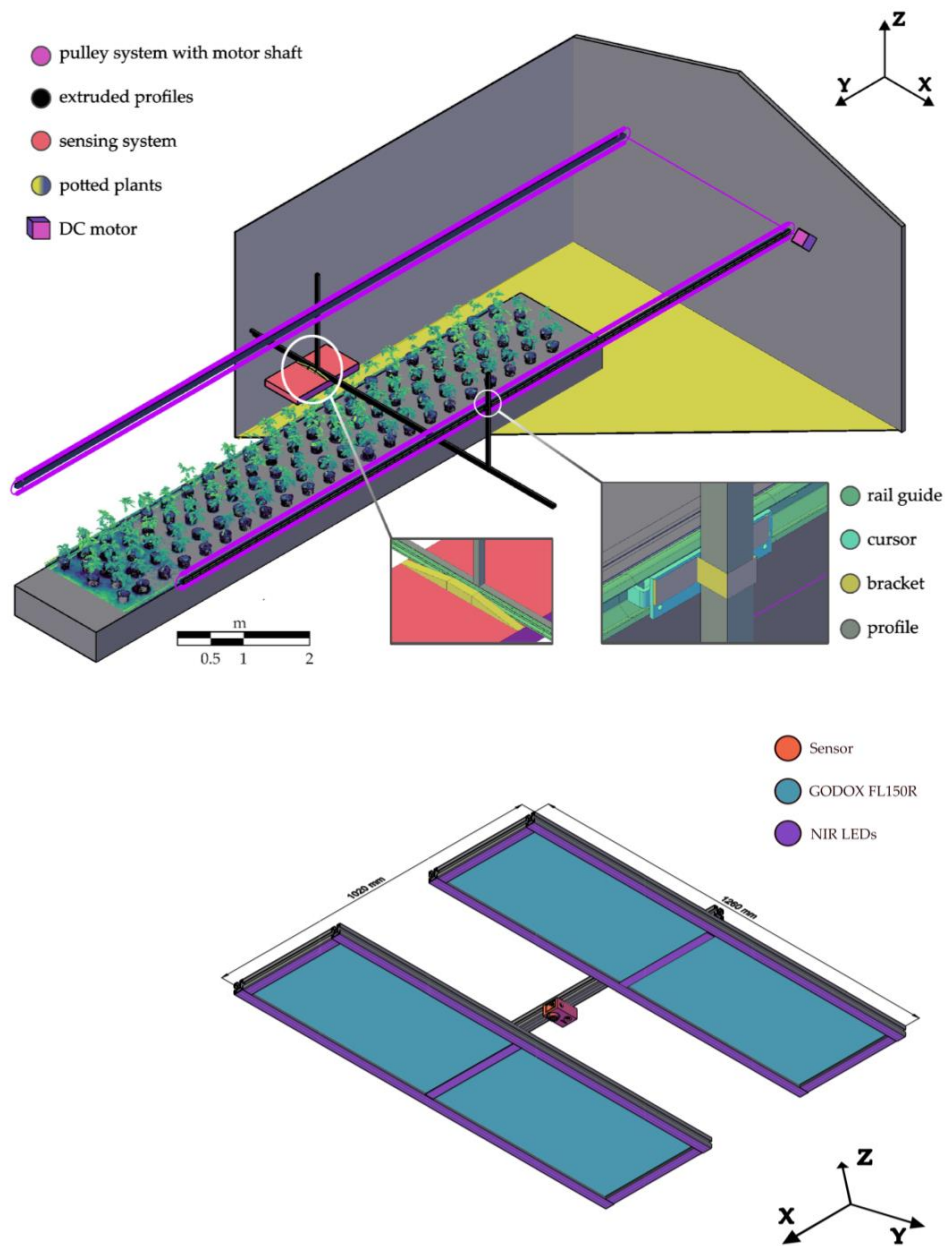 pulley system with motor shaft
extruded profiles
sensing system
potted plants
DC motor
Z
Y
X
rail guide
cursor
bracket
profile
m
0.5 1 2
Sensor
GODOX FL150R
NIR LEDs
1020 mm
1260 mm
Z
X
Y